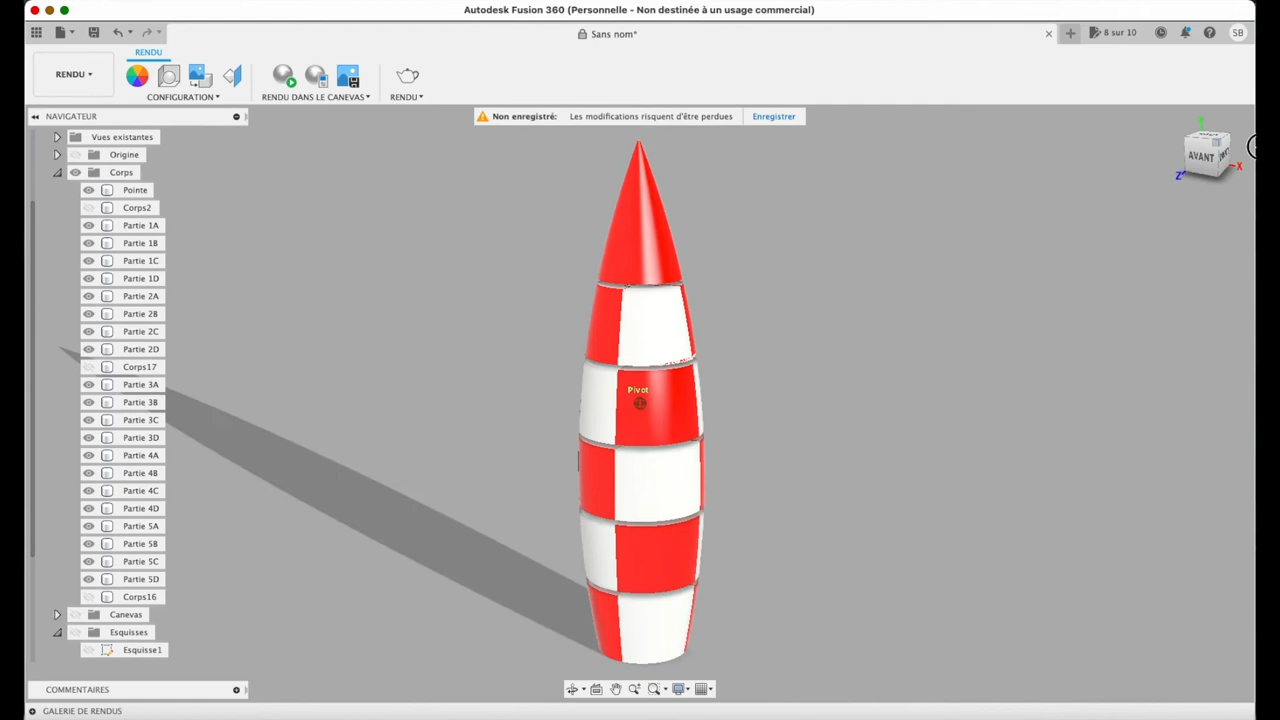 Autodesk Fusion 360 (Personnelle - Non destinée à un usage commercial)
Sans nom*
8 sur 10
SB
RENDU
RENDU
CONFIGURATION
RENDU DANS LE CANEVAS
RENDU
NAVIGATEUR
Non enregistré:
Les modifications risquent d'être perdues
Enregistrer
Vues existantes
Origine
Corps
Pointe
Corps2
Partie 1A
Partie 1B
Partie 1C
Partie 1D
Partie 2A
Partie 2B
Partie 2C
Partie 2D
Corps17
Partie 3A
Partie 3B
Partie 3C
Partie 3D
Partie 4A
Partie 4B
Partie 4C
Partie 4D
Partie 5A
Partie 5B
Partie 5C
Partie 5D
Corps16
Canevas
Esquisses
Esquisse1
Pivot
AVANT
X
Z
COMMENTAIRES
GALERIE DE RENDUS